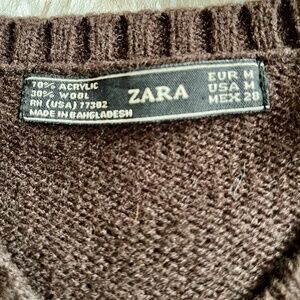 70% ACRYLIC
30% WOOL
RN (USA) 77302
MADE IN BANGLADESH
ZARA
EUR M
USA M
MEX 28